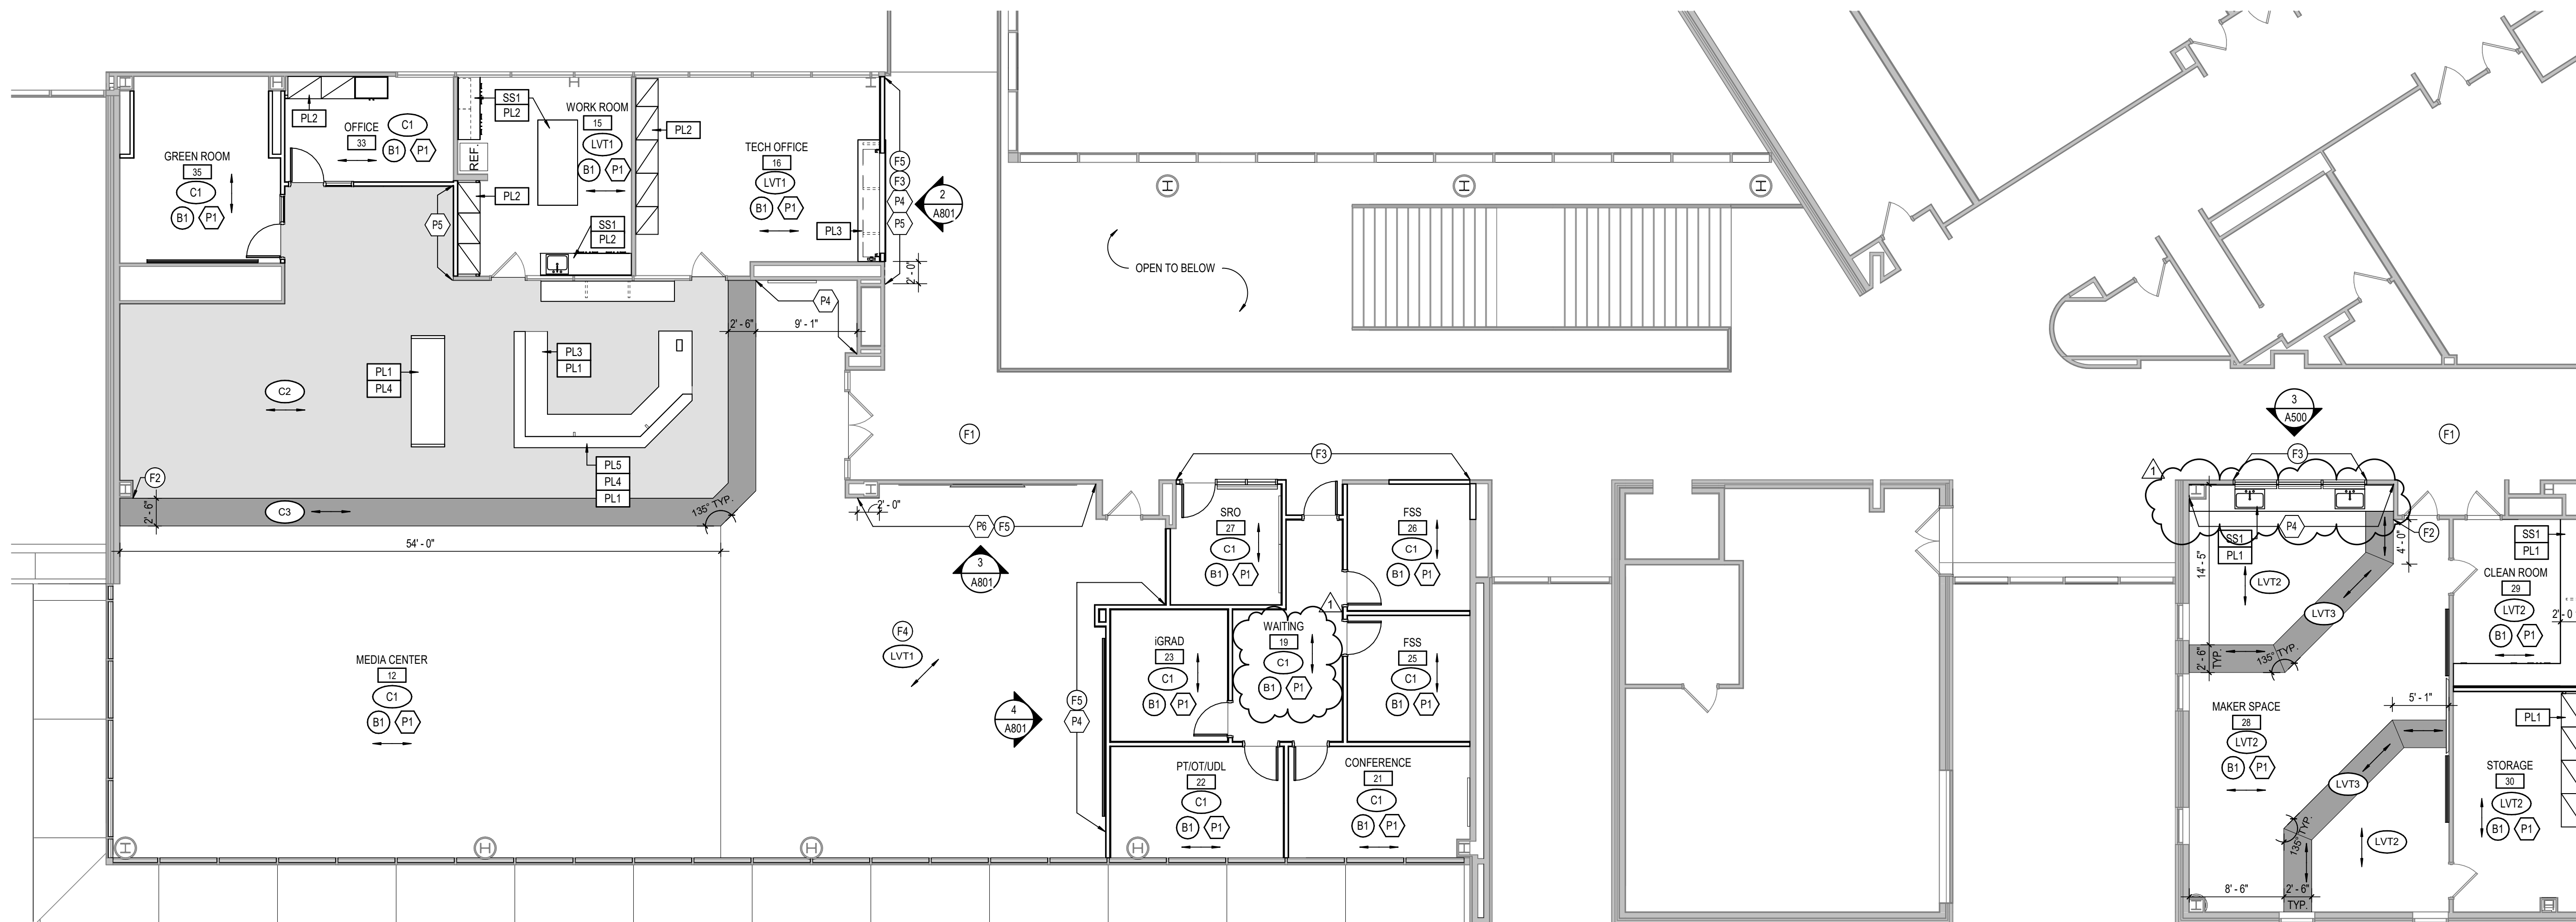 GREEN ROOM
35
C1
B1
P1
PL2
OFFICE
33
C1
B1
P1
SS1
PL2
WORK ROOM
15
LVT1
B1
P1
REF.
PL2
SS1
PL2
PL2
TECH OFFICE
16
LVT1
B1
P1
PL3
F5
F3
P4
P5
2
A801
2' - 0"
P5
P4
2' - 6"
9' - 1"
PL3
PL1
PL1
PL4
C2
PL5
PL4
PL1
F2
2' - 6"
C3
135° TYP.
54' - 0"
OPEN TO BELOW
F1
2' - 0"
P6
F5
3
A801
F3
SRO
27
C1
B1
P1
FSS
26
C1
B1
P1
1
WAITING
19
C1
B1
P1
iGRAD
23
C1
B1
P1
FSS
25
C1
B1
P1
F4
LVT1
MEDIA CENTER
12
C1
B1
P1
F5
P4
4
A801
PT/OT/UDL
22
C1
B1
P1
CONFERENCE
21
C1
B1
P1
3
A500
F1
1
F3
P4
F2
SS1
PL1
14' - 5"
4' - 0"
LVT2
LVT3
2' - 6"
TYP.
135° TYP.
SS1
PL1
CLEAN ROOM
29
LVT2
B1
P1
2' - 0
5' - 1"
MAKER SPACE
28
LVT2
B1
P1
PL1
LVT3
STORAGE
30
LVT2
B1
P1
135° TYP.
LVT2
8' - 6"
2' - 6"
TYP.